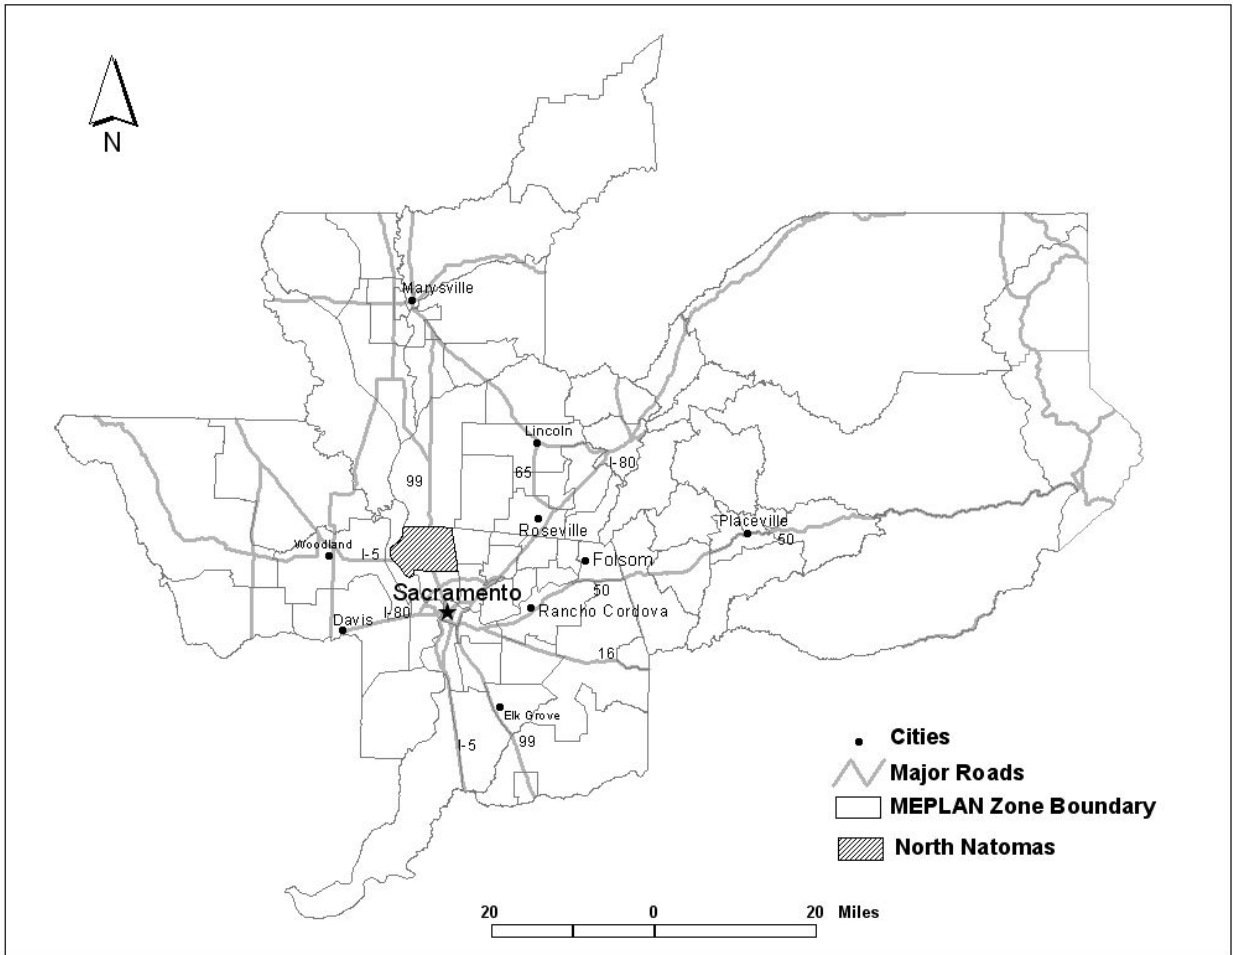 N
Marysville
Lincoln
I-80
65
99
Placeville
Roseville
50
Woodland
I-5
Folsom
Sacramento
50
I-80
Rancho Cordova
Davis
16
Elk Grove
I-5
99
Cities
Major Roads
MEPLAN Zone Boundary
North Natomas
20 0 20 Miles